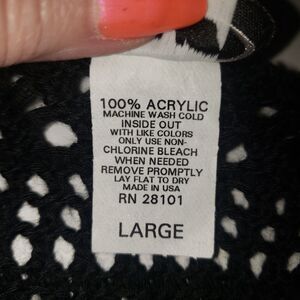 100% ACRYLIC
MACHINE WASH COLD
INSIDE OUT
WITH LIKE COLORS
ONLY USE NON-
CHLORINE BLEACH
WHEN NEEDED
REMOVE PROMPTLY
LAY FLAT TO DRY
MADE IN USA
RN 28101
LARGE